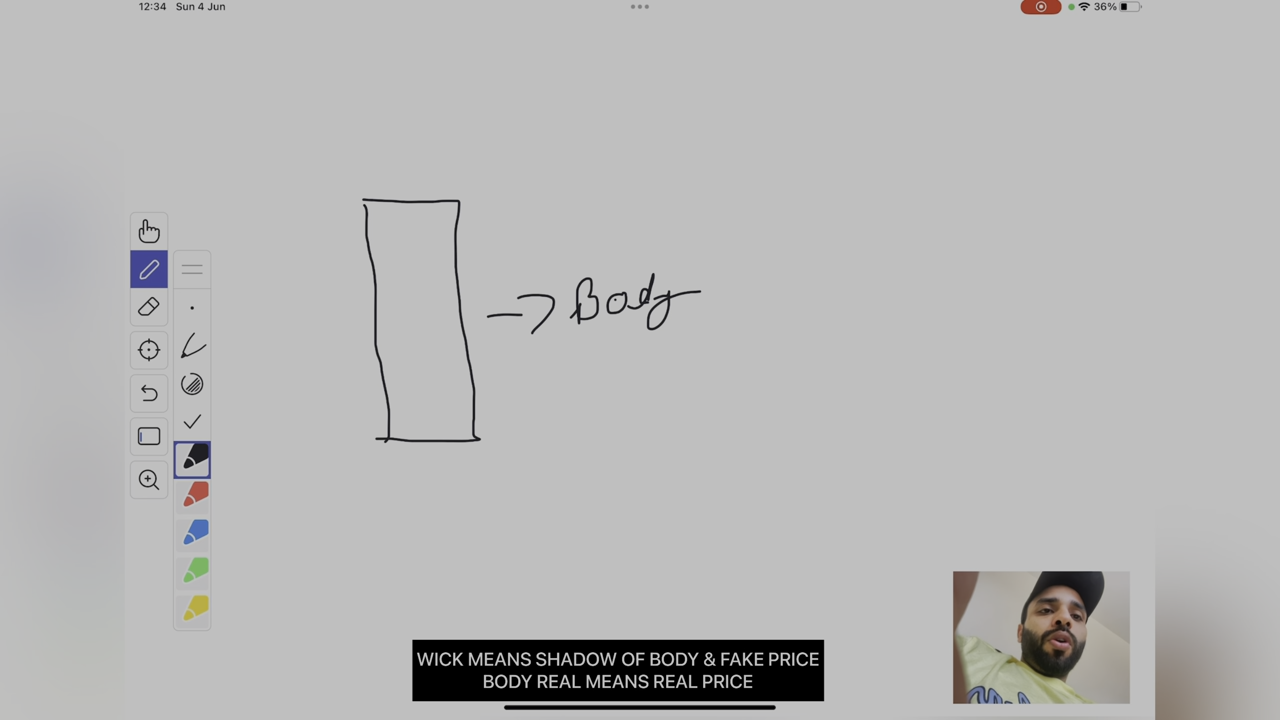 12:34 Sun 4 Jun
36%
Body
WICK MEANS SHADOW OF BODY & FAKE PRICE
BODY REAL MEANS REAL PRICE